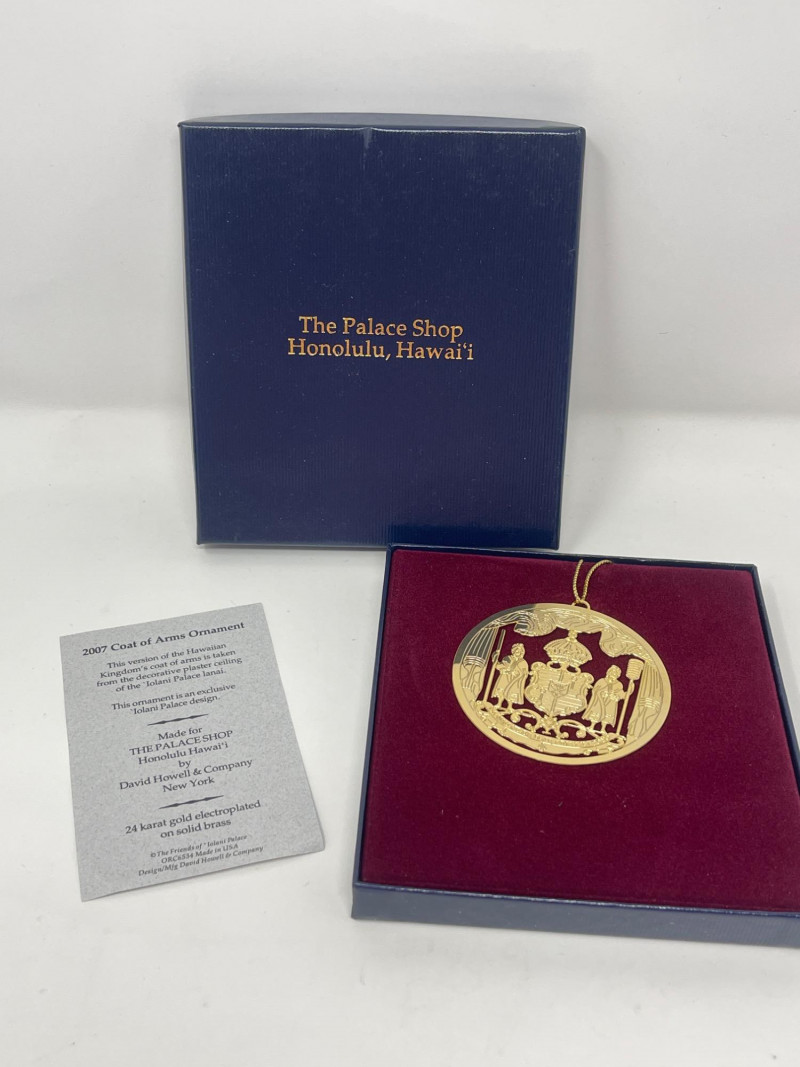 The Palace Shop
Honolulu, Hawaiʻi
2007 Coat of Arms Ornament
This version of the Hawaiian
Kingdom's coat of arms is taken
from the decorative plaster ceiling
of the `Iolani Palace lanai.
This ornament is an exclusive
`Iolani Palace design.
Made for
THE PALACE SHOP
Honolulu Hawai`i
by
David Howell & Company
New York
24 karat gold electroplated
on solid brass
©The Friends of `Iolani Palace
ORC6534 Made in USA
Design/Mfg David Howell & Company